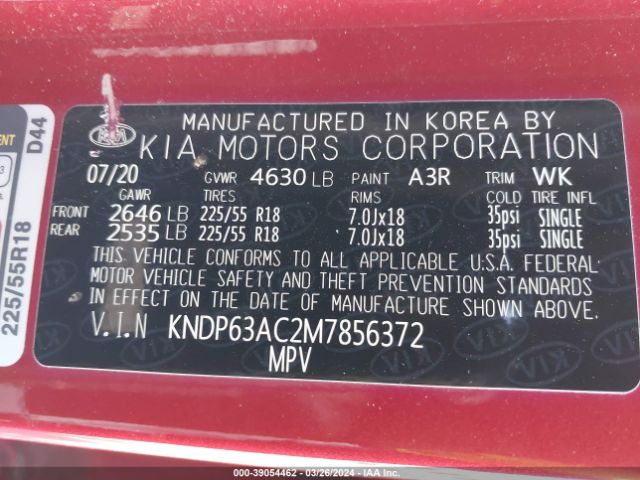 MANUFACTURED IN KOREA BY
KIA MOTORS CORPORATION
07/20 GVWR 4630 LB PAINT A3R TRIM WK
GAWR TIRES RIMS COLD TIRE INFL
FRONT 2646 LB 225/55 R18 7.0Jx18 35psi SINGLE
REAR 2535 LB 225/55 R18 7.0Jx18 35psi SINGLE
THIS VEHICLE CONFORMS TO ALL APPLICABLE U.S.A. FEDERAL
MOTOR VEHICLE SAFETY AND THEFT PREVENTION STANDARDS
IN EFFECT ON THE DATE OF MANUFACTURE SHOWN ABOVE.
V.I.N KNDP63AC2M7856372
MPV
D44
225/55R18
000-39054462 - 03/26/2024 - IAA Inc.